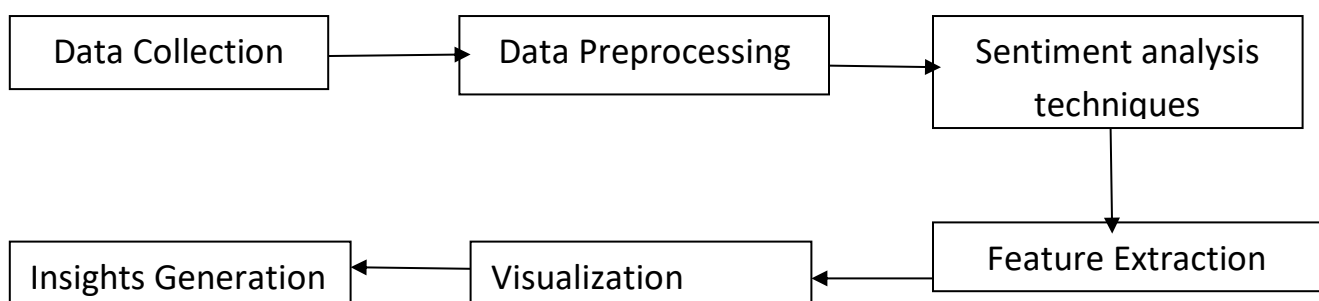 Data Collection
Data Preprocessing
Sentiment analysis
techniques
Feature Extraction
Visualization
Insights Generation